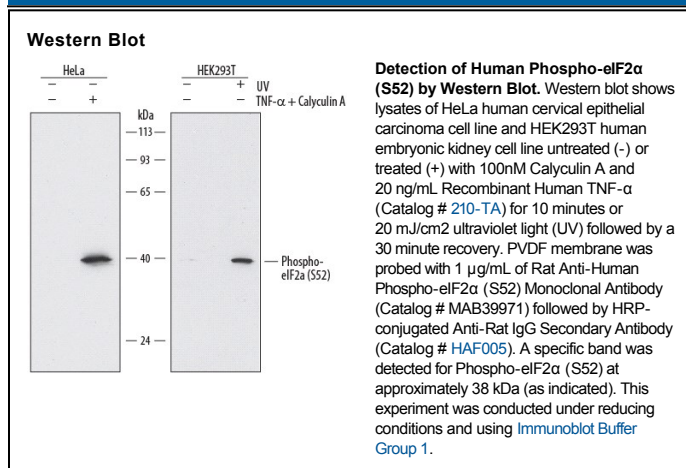 Western Blot
HeLa
HEK293T
− − − + UV
− + − − TNF-α + Calyculin A
kDa
113
93
65
40
24
Phospho-
eIF2a (S52)
Detection of Human Phospho-eIF2α
(S52) by Western Blot. Western blot shows
lysates of HeLa human cervical epithelial
carcinoma cell line and HEK293T human
embryonic kidney cell line untreated (-) or
treated (+) with 100nM Calyculin A and
20 ng/mL Recombinant Human TNF-α
(Catalog # 210-TA) for 10 minutes or
20 mJ/cm2 ultraviolet light (UV) followed by a
30 minute recovery. PVDF membrane was
probed with 1 µg/mL of Rat Anti-Human
Phospho-eIF2α (S52) Monoclonal Antibody
(Catalog # MAB39971) followed by HRP-
conjugated Anti-Rat IgG Secondary Antibody
(Catalog # HAF005). A specific band was
detected for Phospho-eIF2α (S52) at
approximately 38 kDa (as indicated). This
experiment was conducted under reducing
conditions and using Immunoblot Buffer
Group 1.